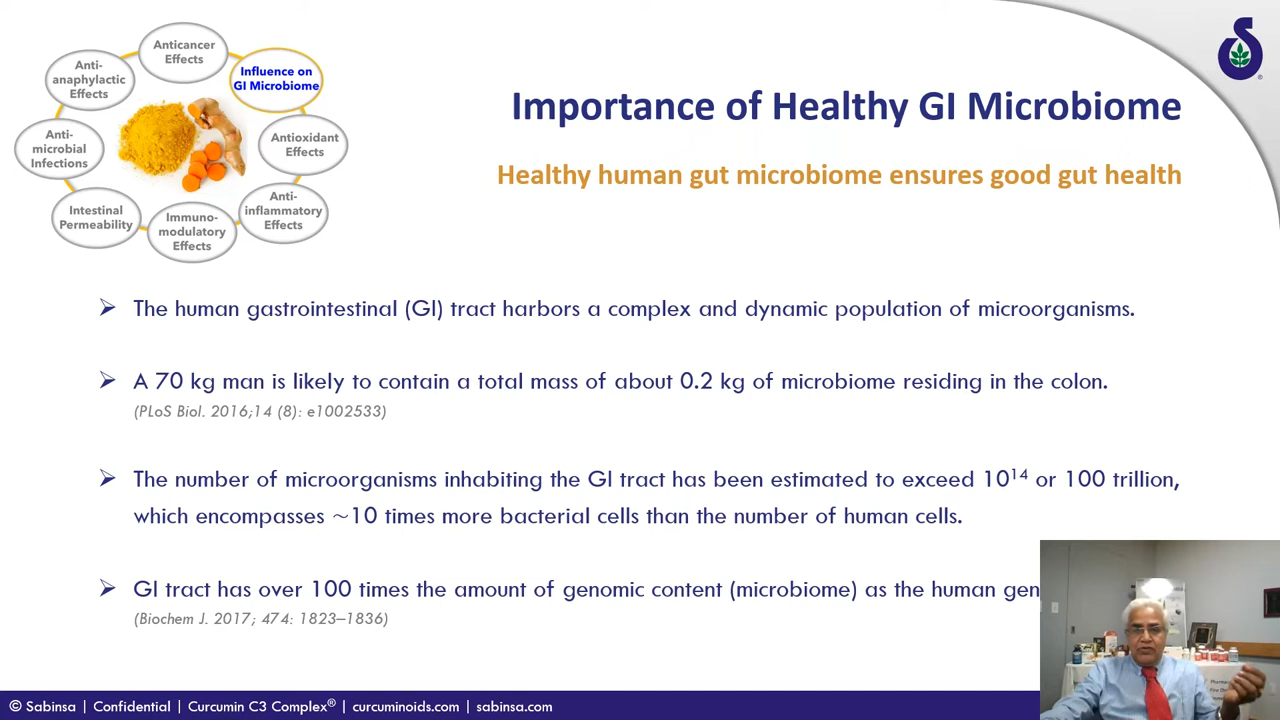 Anticancer
Effects
Influence on
GI Microbiome
Anti-
anaphylactic
Effects
Antioxidant
Effects
Anti-
microbial
Infections
Anti-
inflammatory
Effects
Intestinal
Permeability
Immuno-
modulatory
Effects
Importance of Healthy GI Microbiome
Healthy human gut microbiome ensures good gut health
➢ The human gastrointestinal (GI) tract harbors a complex and dynamic population of microorganisms.
➢ A 70 kg man is likely to contain a total mass of about 0.2 kg of microbiome residing in the colon.
(PLoS Biol. 2016;14 (8): e1002533)
➢ The number of microorganisms inhabiting the GI tract has been estimated to exceed 10¹⁴ or 100 trillion,
which encompasses ~10 times more bacterial cells than the number of human cells.
➢ GI tract has over 100 times the amount of genomic content (microbiome) as the human gen
(Biochem J. 2017; 474: 1823–1836)
© Sabinsa | Confidential | Curcumin C3 Complex® | curcuminoids.com | sabinsa.com